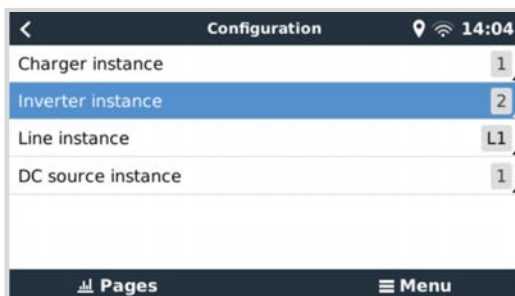 Configuration 14:04
Charger instance 1
Inverter instance 2
Line instance L1
DC source instance 1
Pages Menu